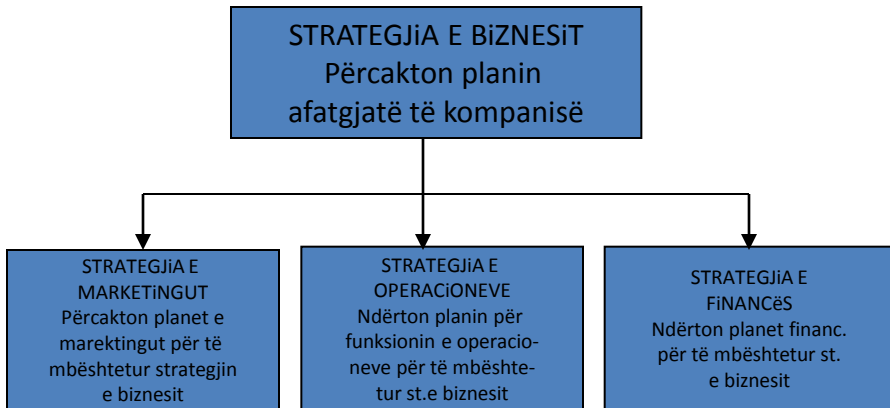 STRATEGJiA E BiZNESiT
Përcakton planin
afatgjatë të kompanisë
STRATEGJiA E
MARKETiNGUT
Përcakton planet e
marektingut për të
mbështetur strategjin
e biznesit
STRATEGJiA E
OPERACiONEVE
Ndërton planin për
funksionin e operacio-
neve për të mbështe-
tur st.e biznesit
STRATEGJiA E
FiNANCëS
Ndërton planet financ.
për të mbështetur st.
e biznesit